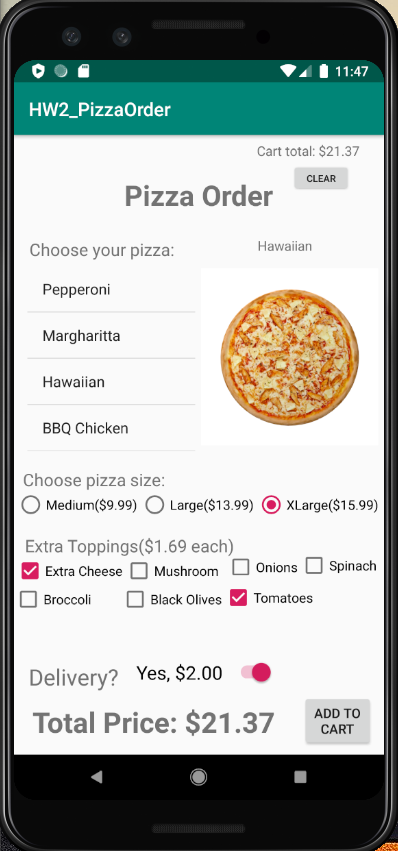 11:47
HW2_PizzaOrder
Cart total: $21.37
CLEAR
Pizza Order
Choose your pizza:
Hawaiian
Pepperoni
Margharitta
Hawaiian
BBQ Chicken
Choose pizza size:
Medium($9.99) Large($13.99) XLarge($15.99)
Extra Toppings($1.69 each)
Extra Cheese Mushroom Onions Spinach
Broccoli Black Olives Tomatoes
Delivery? Yes, $2.00
Total Price: $21.37
ADD TO
CART